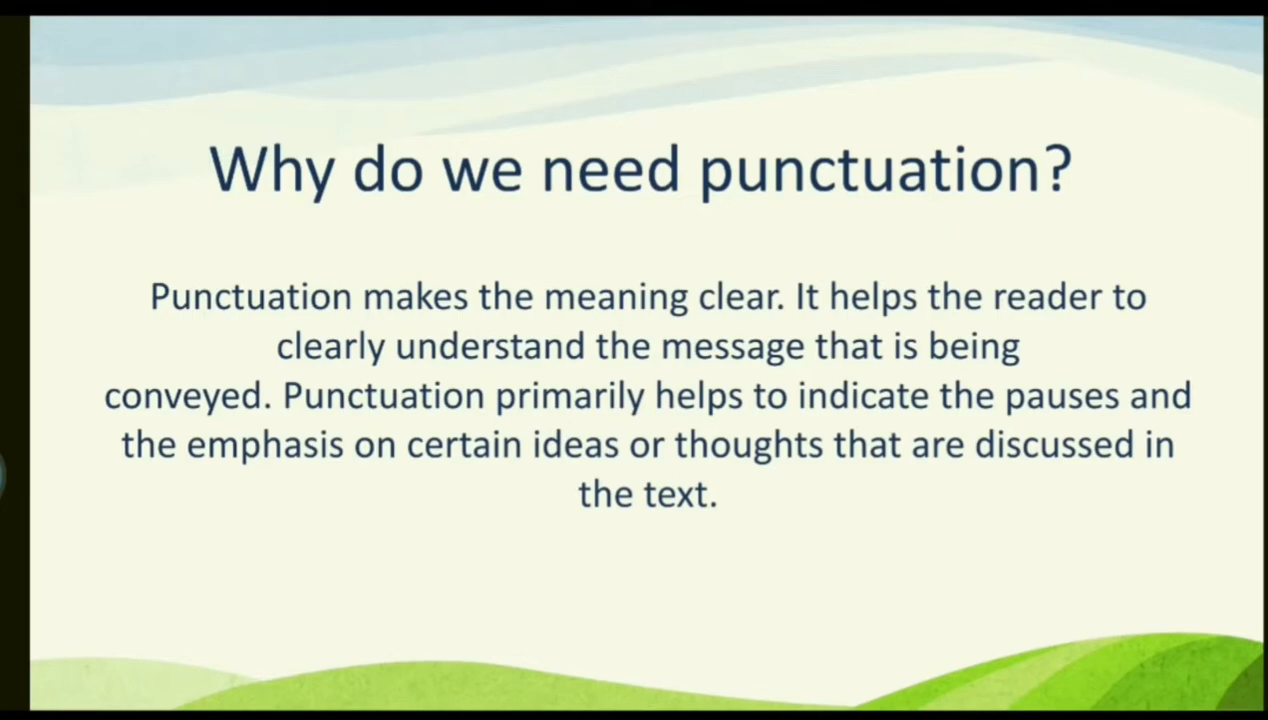 Why do we need punctuation?
Punctuation makes the meaning clear. It helps the reader to
clearly understand the message that is being
conveyed. Punctuation primarily helps to indicate the pauses and
the emphasis on certain ideas or thoughts that are discussed in
the text.